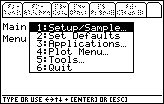 Main
Menu
1:Setup/Sample…
2:Set Defaults
3:Applications…
4:Plot Menu…
5:Tools…
6:Quit
TYPE OR USE ←→↑↓ + [ENTER] OR [ESC]